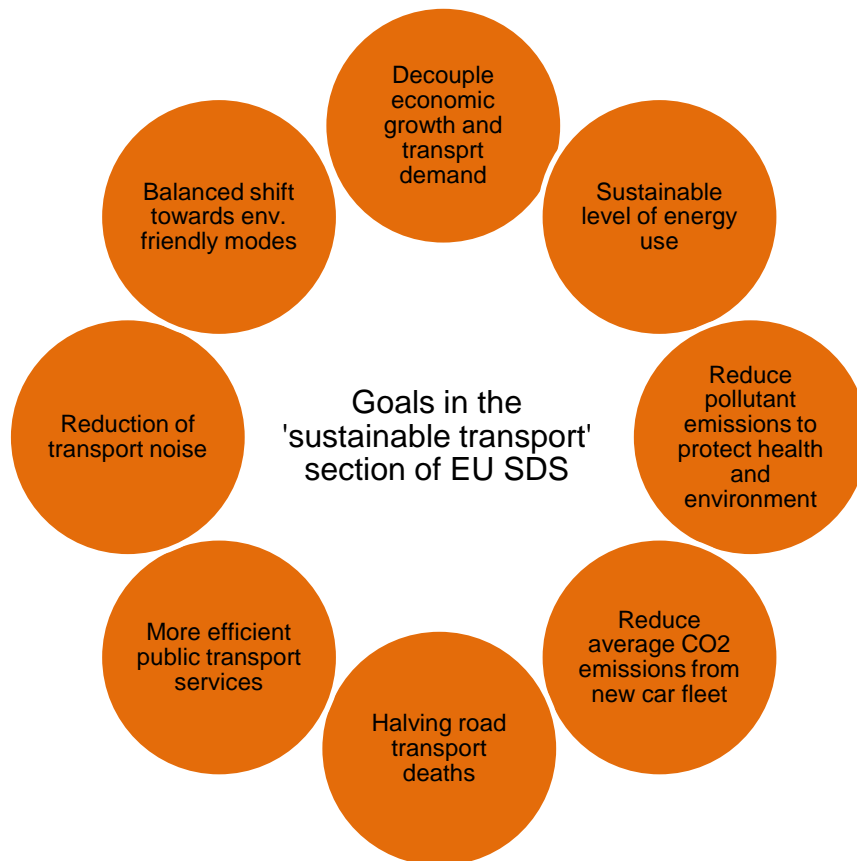 Decouple
economic
growth and
transprt
demand
Sustainable
level of energy
use
Reduce
pollutant
emissions to
protect health
and
environment
Reduce
average CO2
emissions from
new car fleet
Halving road
transport
deaths
More efficient
public transport
services
Reduction of
transport noise
Balanced shift
towards env.
friendly modes
Goals in the
'sustainable transport'
section of EU SDS